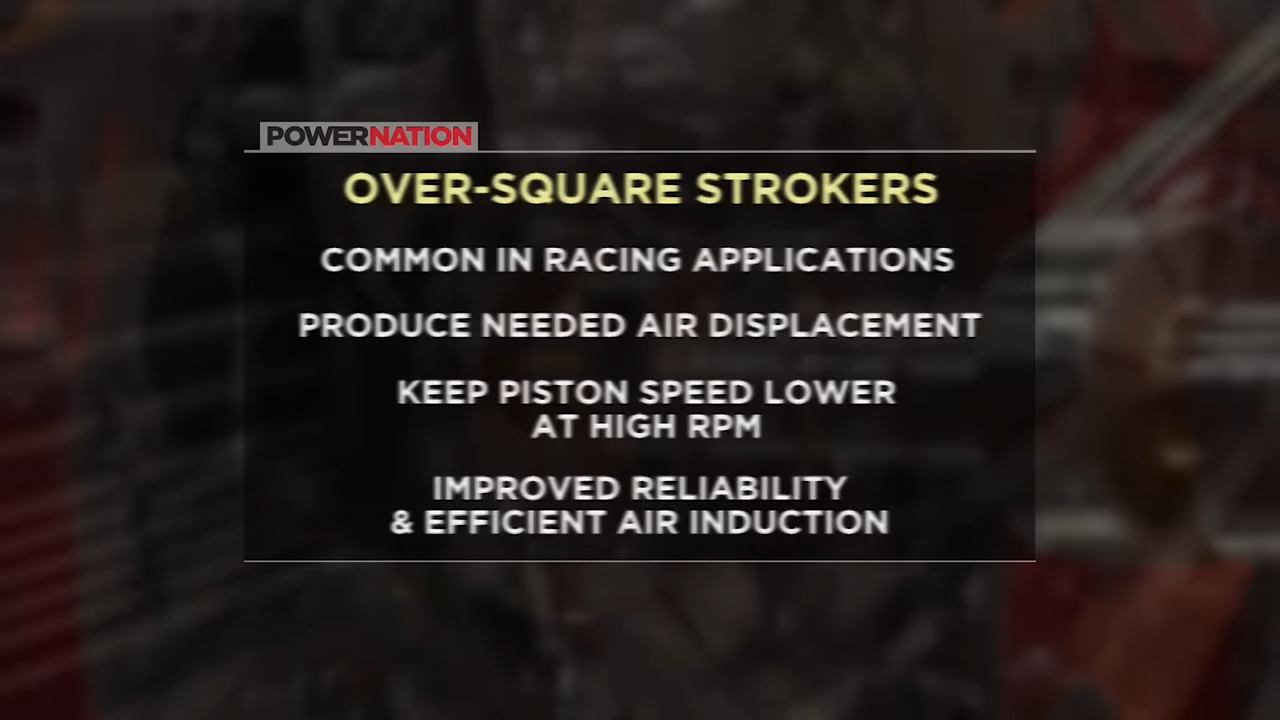 POWERNATION
OVER-SQUARE STROKERS
COMMON IN RACING APPLICATIONS
PRODUCE NEEDED AIR DISPLACEMENT
KEEP PISTON SPEED LOWER
AT HIGH RPM
IMPROVED RELIABILITY
& EFFICIENT AIR INDUCTION